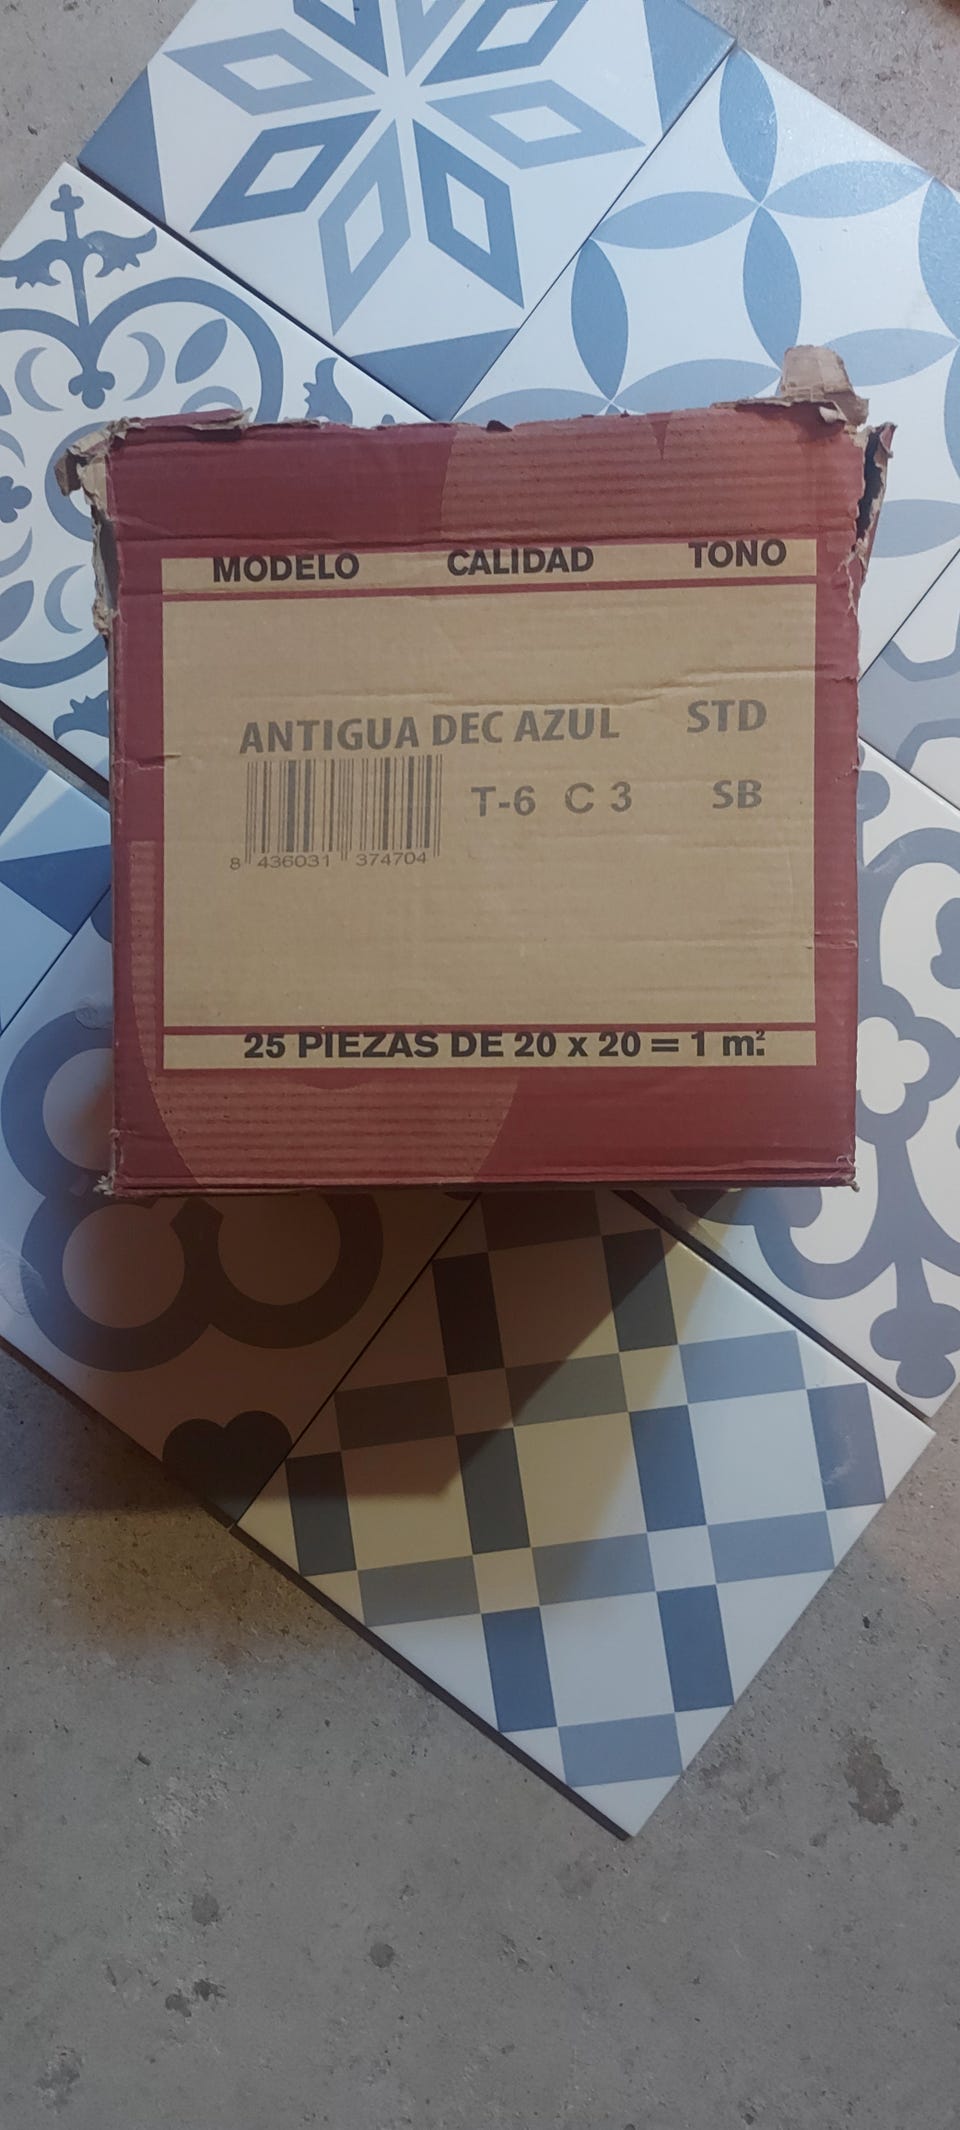 MODELO CALIDAD TONO
ANTIGUA DEC AZUL STD
T-6 C 3 SB
8 436031 374704
25 PIEZAS DE 20 x 20 = 1 m²